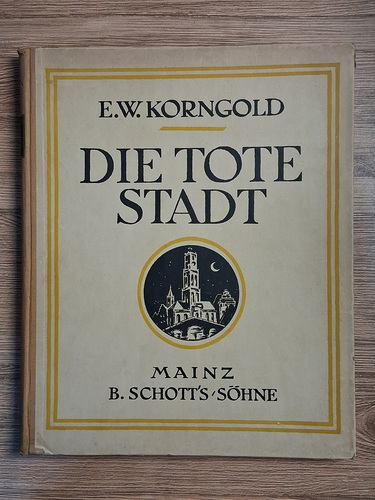 E.W. KORNGOLD
DIE TOTE
STADT
MAINZ
B. SCHOTT'S SÖHNE